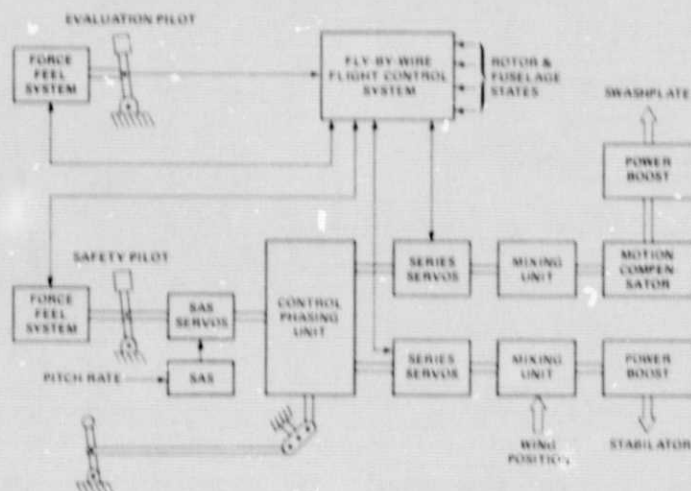 EVALUATION PILOT
FORCE
FEEL
SYSTEM
FLY-BY-WIRE
FLIGHT CONTROL
SYSTEM
ROTOR &
FUSELAGE
STATES
SWASHPLATE
POWER
BOOST
SAFETY PILOT
FORCE
FEEL
SYSTEM
SAS
SERVOS
CONTROL
PHASING
UNIT
SERIES
SERVOS
MIXING
UNIT
MOTION
COMPEN
SATOR
PITCH RATE
SAS
SERIES
SERVOS
MIXING
UNIT
POWER
BOOST
WING
POSITION
STABILATOR